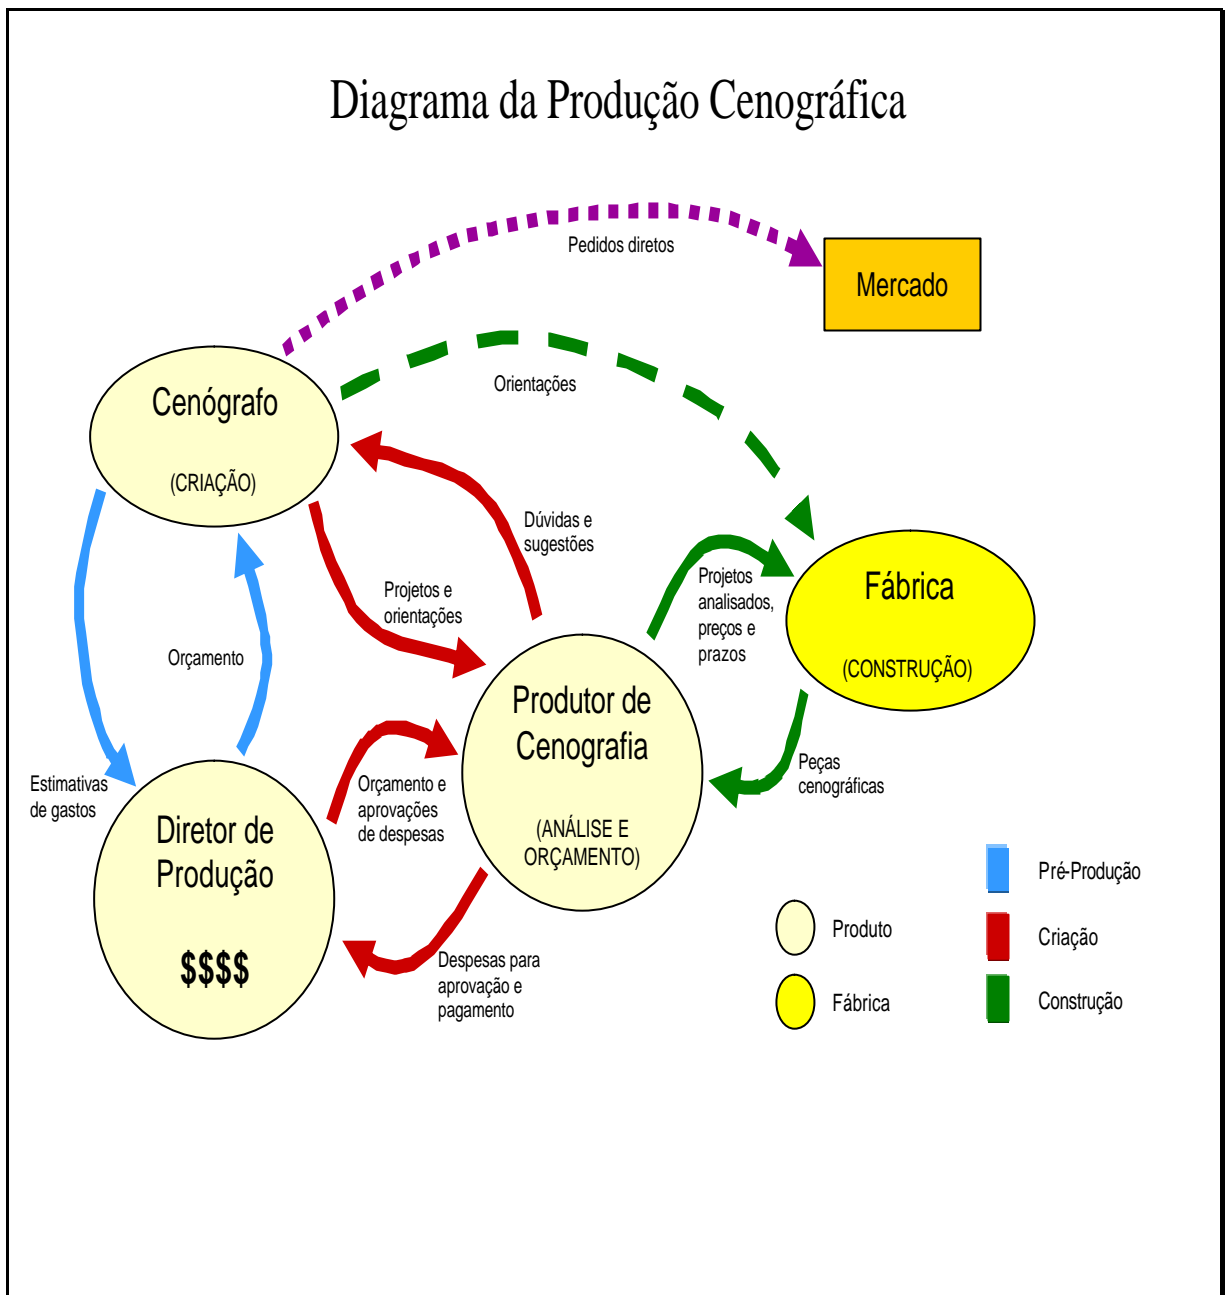 Diagrama da Produção Cenográfica
Pedidos diretos
Mercado
Orientações
Cenógrafo
(CRIAÇÃO)
Dúvidas e
sugestões
Projetos e
orientações
Projetos
analisados,
preços e
prazos
Fábrica
(CONSTRUÇÃO)
Orçamento
Produtor de
Cenografia
(ANÁLISE E
ORÇAMENTO)
Peças
cenográficas
Estimativas
de gastos
Orçamento e
aprovações
de despesas
Diretor de
Produção
$$$$
Despesas para
aprovação e
pagamento
Produto
Fábrica
Pré-Produção
Criação
Construção